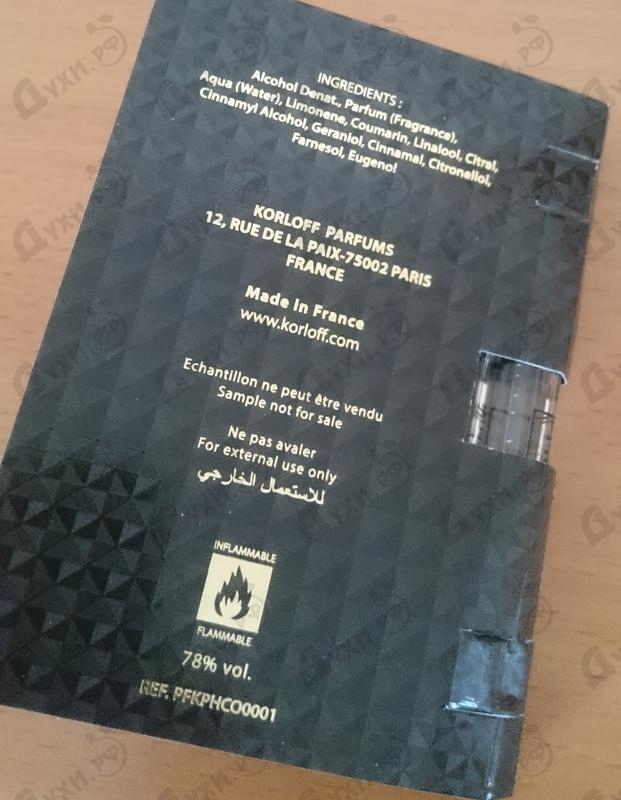 INGREDIENTS :
Alcohol Denat., Parfum (Fragrance),
Aqua (Water), Limonene, Coumarin, Linalool, Citral,
Cinnamyl Alcohol, Geraniol, Cinnamal, Citronellol,
Farnesol, Eugenol
KORLOFF PARFUMS
12, RUE DE LA PAIX-75002 PARIS
FRANCE
Made In France
www.korloff.com
Echantillon ne peut être vendu
Sample not for sale
Ne pas avaler
For external use only
للاستعمال الخارجي
INFLAMMABLE
FLAMMABLE
78% vol.
REF. PFKPHCO0001
Духи.РФ